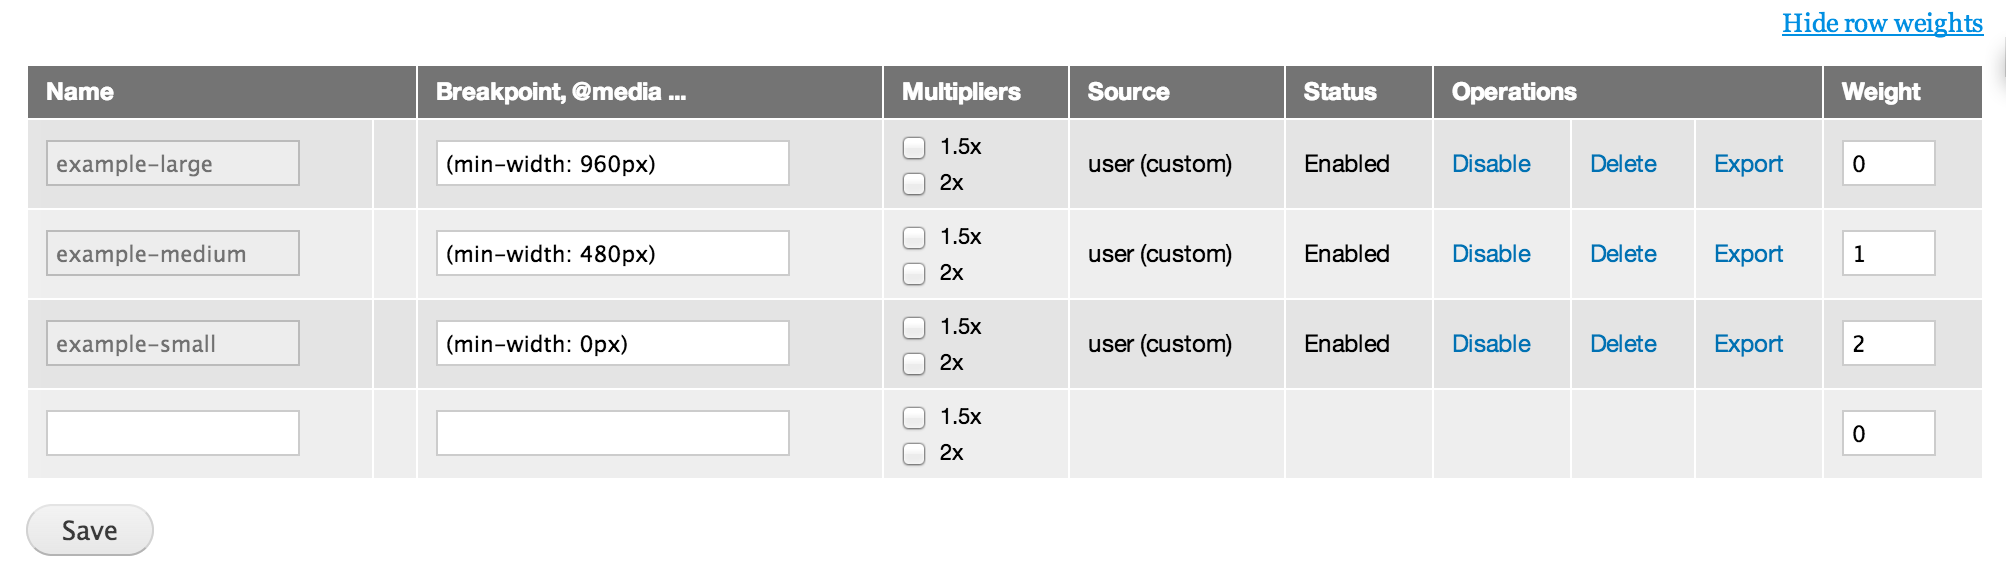 Hide row weights
Name Breakpoint, @media ... Multipliers Source Status Operations Weight
example-large (min-width: 960px) 1.5x 2x user (custom) Enabled Disable Delete Export 0
example-medium (min-width: 480px) 1.5x 2x user (custom) Enabled Disable Delete Export 1
example-small (min-width: 0px) 1.5x 2x user (custom) Enabled Disable Delete Export 2
1.5x 2x 0
Save